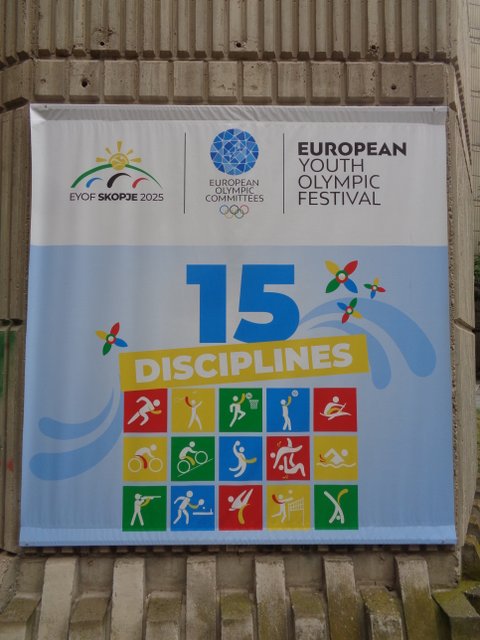 EYOF SKOPJE 2025
EUROPEAN
OLYMPIC
COMMITTEES
EUROPEAN
YOUTH
OLYMPIC
FESTIVAL
15
DISCIPLINES